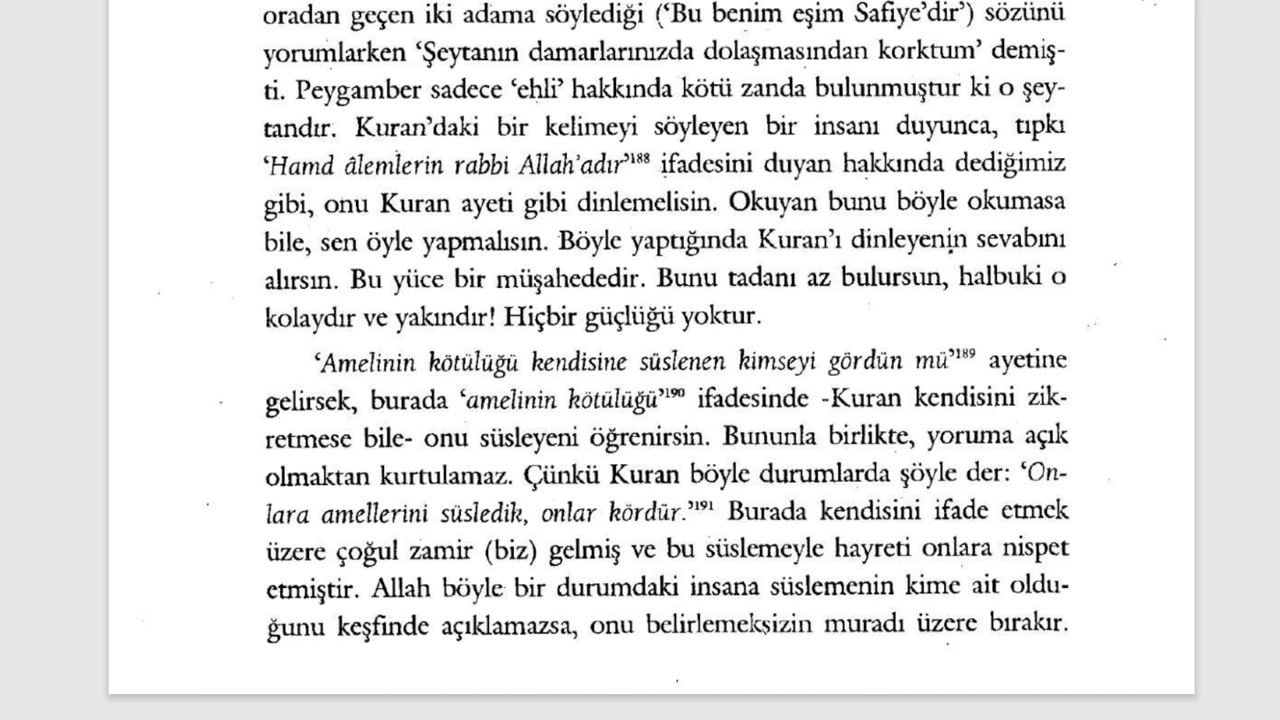 oradan geçen iki adama söylediği (‘Bu benim eşim Safiye’dir’) sözünü
yorumlarken ‘Şeytanın damarlarınızda dolaşmasından korktum’ demiş-
ti. Peygamber sadece ‘ehli’ hakkında kötü zanda bulunmuştur ki o şey-
tandır. Kuran’daki bir kelimeyi söyleyen bir insanı duyunca, tıpkı
‘Hamd âlemlerin rabbi Allah’adır’¹⁸⁸ ifadesini duyan hakkında dediğimiz
gibi, onu Kuran ayeti gibi dinlemelisin. Okuyan bunu böyle okumasa
bile, sen öyle yapmalısın. Böyle yaptığında Kuran’ı dinleyenin sevabını
alırsın. Bu yüce bir müşahededir. Bunu tadanı az bulursun, halbuki o
kolaydır ve yakındır! Hiçbir güçlüğü yoktur.
‘Amelinin kötülüğü kendisine süslenen kimseyi gördün mü’¹⁸⁹ ayetine
gelirsek, burada ‘amelinin kötülüğü’¹⁹⁰ ifadesinde -Kuran kendisini zik-
retmese bile- onu süsleyeni öğrenirsin. Bununla birlikte, yoruma açık
olmaktan kurtulamaz. Çünkü Kuran böyle durumlarda şöyle der: ‘On-
lara amellerini süsledik, onlar kördür.’¹⁹¹ Burada kendisini ifade etmek
üzere çoğul zamir (biz) gelmiş ve bu süslemeyle hayreti onlara nispet
etmiştir. Allah böyle bir durumdaki insana süslemenin kime ait oldu-
ğunu keşfinde açıklamazsa, onu belirlemeksizin muradı üzere bırakır.